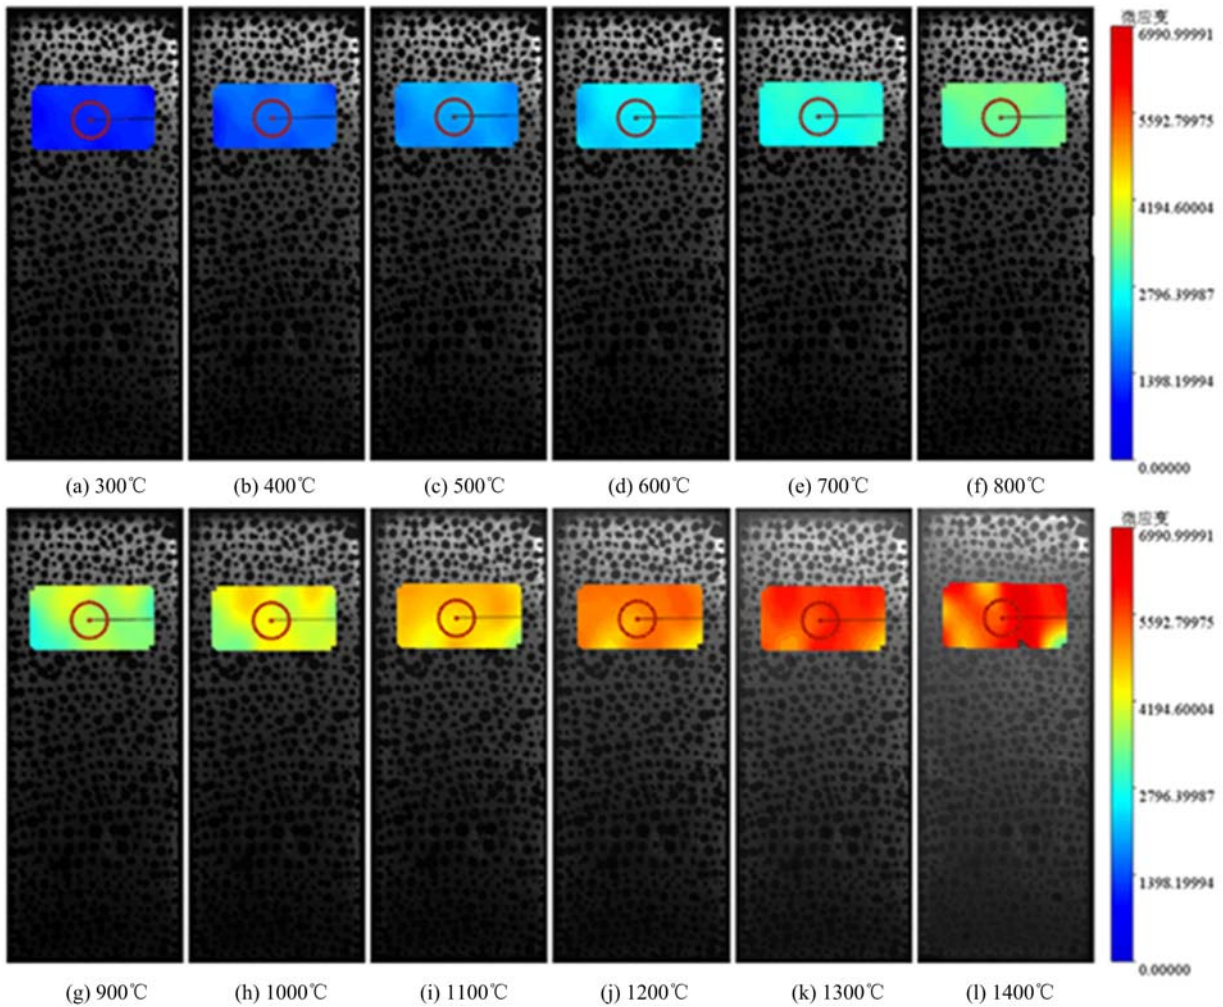 微应变
6990.99991
5592.79975
4194.60004
2796.39987
1398.19994
0.00000
(a) 300℃
(b) 400℃
(c) 500℃
(d) 600℃
(e) 700℃
(f) 800℃
微应变
6990.99991
5592.79975
4194.60004
2796.39987
1398.19994
0.00000
(g) 900℃
(h) 1000℃
(i) 1100℃
(j) 1200℃
(k) 1300℃
(l) 1400℃